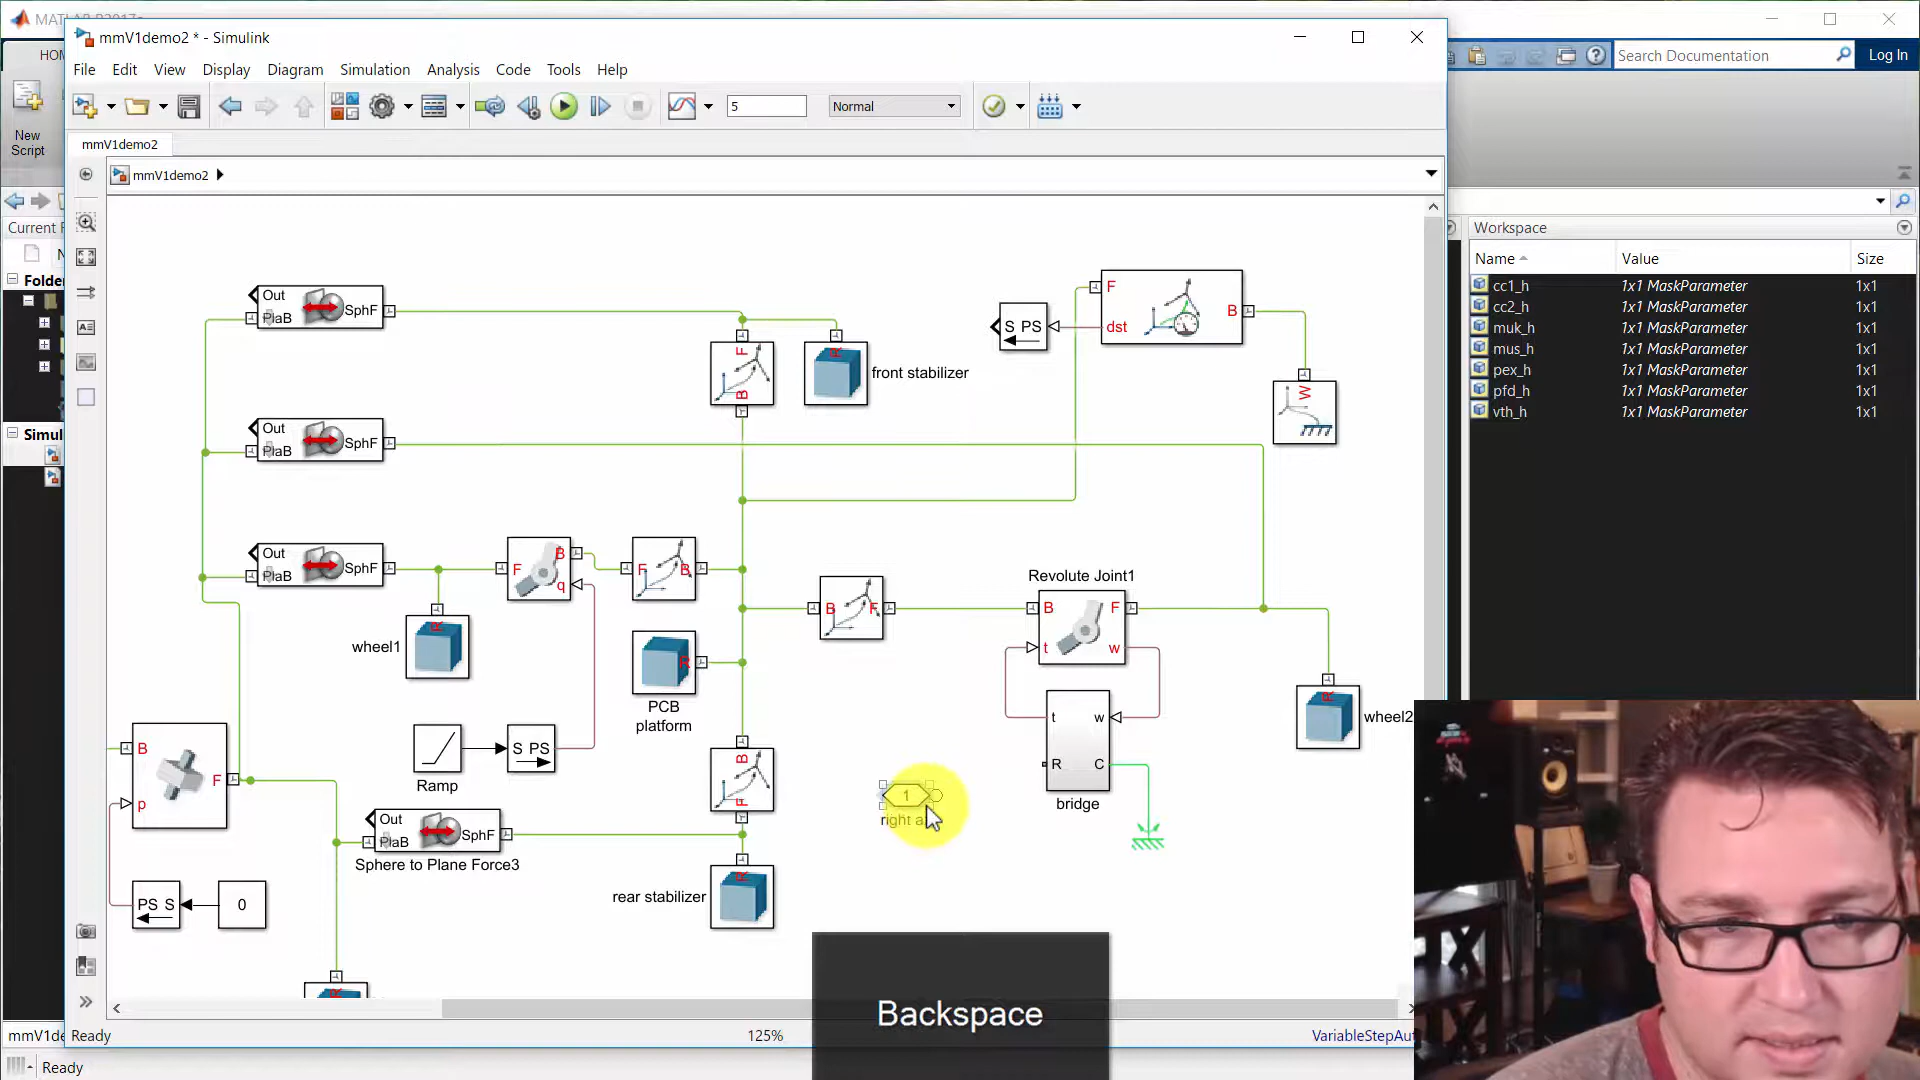 mmV1demo2 * - Simulink
File Edit View Display Diagram Simulation Analysis Code Tools Help
5
Normal
mmV1demo2
mmV1demo2
New
Script
Search Documentation
Log In
Workspace
Name
Value
Size
cc1_h 1x1 MaskParameter 1x1
cc2_h 1x1 MaskParameter 1x1
muk_h 1x1 MaskParameter 1x1
mus_h 1x1 MaskParameter 1x1
pex_h 1x1 MaskParameter 1x1
pfd_h 1x1 MaskParameter 1x1
vth_h 1x1 MaskParameter 1x1
Out
PlaB
SphF
F
B
R
front stabilizer
S PS
F
dst
B
W
Out
PlaB
SphF
Out
PlaB
SphF
F
B
q
F
B
wheel1
R
R
PCB
platform
B
F
Revolute Joint1
B
F
t
w
t
w
R
C
bridge
R
wheel2
Ramp
S PS
B
F
p
Out
PlaB
SphF
Sphere to Plane Force3
B
F
1
PS S
0
rear stabilizer
R
R
Backspace
Ready
125%
VariableStepAut
Ready